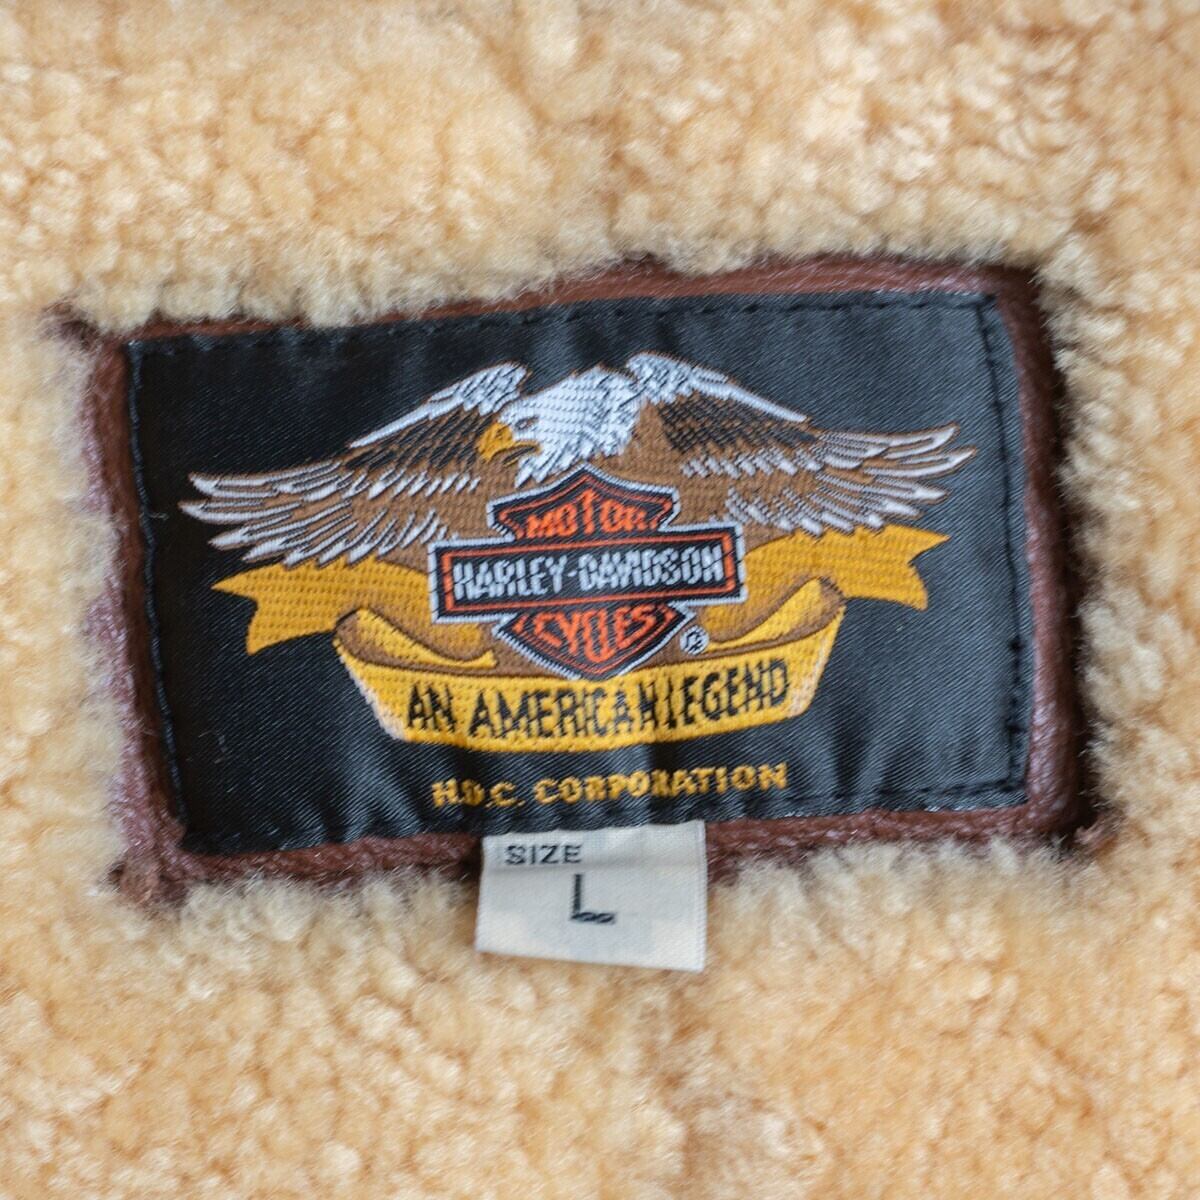 MOTOR
HARLEY-DAVIDSON
CYCLES
®
AN AMERICAN LEGEND
H.D.C. CORPORATION
SIZE
L